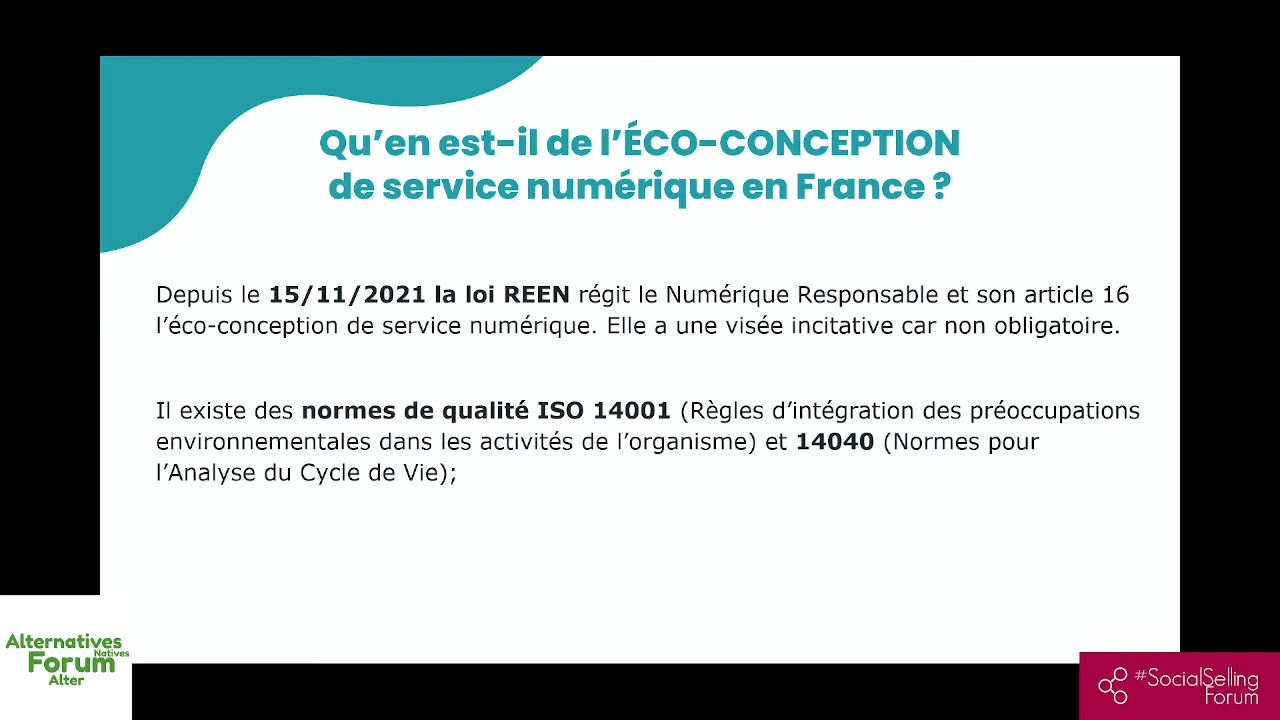 Qu’en est-il de l’ÉCO-CONCEPTION
de service numérique en France ?
Depuis le 15/11/2021 la loi REEN régit le Numérique Responsable et son article 16
l’éco-conception de service numérique. Elle a une visée incitative car non obligatoire.
Il existe des normes de qualité ISO 14001 (Règles d’intégration des préoccupations
environnementales dans les activités de l’organisme) et 14040 (Normes pour
l’Analyse du Cycle de Vie);
Alternatives
Natives
Forum
Alter
#SocialSelling
Forum